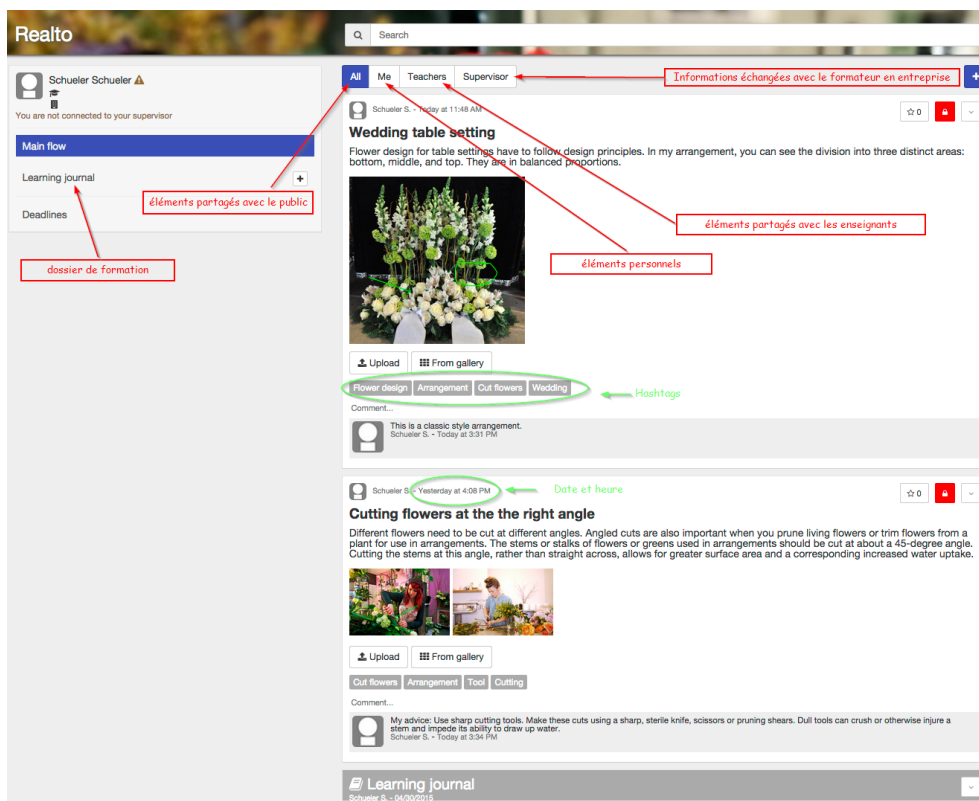 Realto
Search
Schueler Schueler
You are not connected to your supervisor
Main flow
Learning journal
Deadlines
dossier de formation
éléments partagés avec le public
All
Me
Teachers
Supervisor
Informations échangées avec le formateur en entreprise
Schueler S. - Today at 11:48 AM
0
Wedding table setting
Flower design for table settings have to follow design principles. In my arrangement, you can see the division into three distinct areas:
bottom, middle, and top. They are in balanced proportions.
éléments partagés avec les enseignants
éléments personnels
Upload
From gallery
Flower design
Arrangement
Cut flowers
Wedding
Hashtags
Comment...
This is a classic style arrangement.
Schueler S. - Today at 3:31 PM
Schueler S. - Yesterday at 4:08 PM
Date et heure
0
Cutting flowers at the the right angle
Different flowers need to be cut at different angles. Angled cuts are also important when you prune living flowers or trim flowers from a
plant for use in arrangements. The stems or stalks of flowers or greens used in arrangements should be cut at about a 45-degree angle.
Cutting the stems at this angle, rather than straight across, allows for greater surface area and a corresponding increased water uptake.
Upload
From gallery
Cut flowers
Arrangement
Tool
Cutting
Comment...
My advice: Use sharp cutting tools. Make these cuts using a sharp, sterile knife, scissors or pruning shears. Dull tools can crush or otherwise injure a
stem and impede its ability to draw up water.
Schueler S. - Today at 3:34 PM
Learning journal
Schueler S. - 04/30/2015